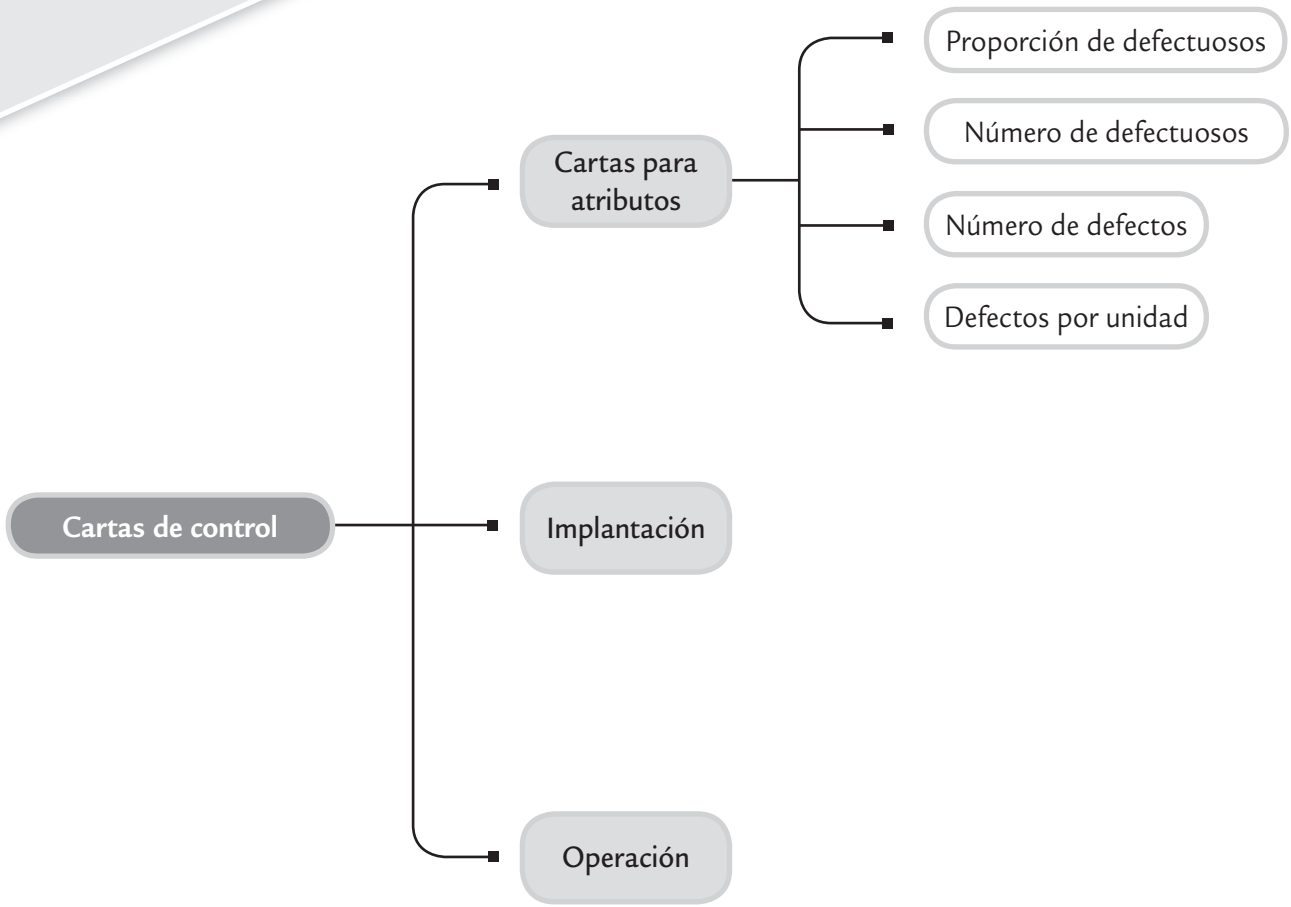 Proporción de defectuosos
Número de defectuosos
Cartas para
atributos
Número de defectos
Defectos por unidad
Cartas de control
Implantación
Operación